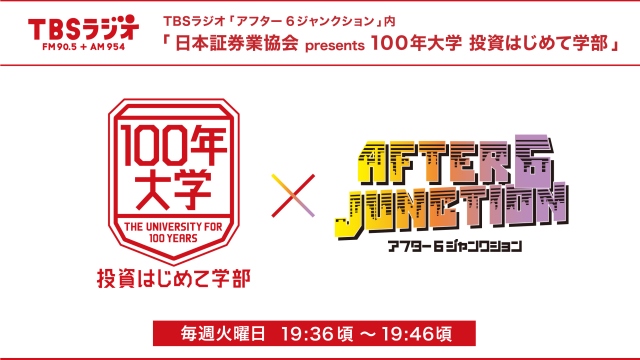 TBSラジオ
FM90.5 + AM954
TBSラジオ「アフター6ジャンクション」内
「日本証券業協会 presents 100年大学 投資はじめて学部」
100年
大学
THE UNIVERSITY FOR
100 YEARS
投資はじめて学部
×
AFTER 6
JUNCTION
アフター6ジャンクション
毎週火曜日 19:36頃 〜 19:46頃